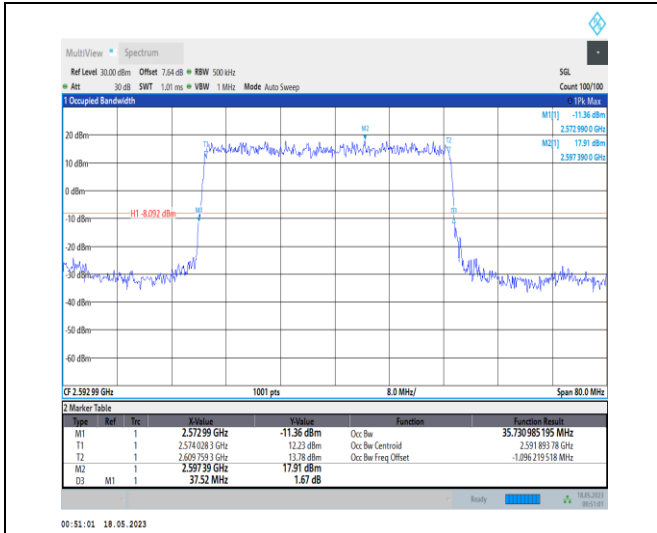 MultiView Spectrum
Ref Level 30.00 dBm Offset 7.64 dB RBW 500 kHz SGL
Att 30 dB SWT 1.01 ms VBW 1 MHz Mode Auto Sweep Count 100/100
1 Occupied Bandwidth 1Pk Max
M1[1] -11.36 dBm
2.572 990 0 GHz
M2[1] 17.91 dBm
2.597 390 0 GHz
M2
T1
T2
20 dBm
10 dBm
0 dBm
H1 -8.092 dBm
M1
D3
-10 dBm
-20 dBm
-30 dBm
-40 dBm
-50 dBm
-60 dBm
CF 2.592 99 GHz 1001 pts 8.0 MHz/ Span 80.0 MHz
2 Marker Table
Type Ref Trc X-Value Y-Value Function Function Result
M1 1 2.572 99 GHz -11.36 dBm Occ Bw 35.730 985 195 MHz
T1 1 2.574 028 3 GHz 12.23 dBm Occ Bw Centroid 2.591 893 78 GHz
T2 1 2.609 759 3 GHz 13.78 dBm Occ Bw Freq Offset -1.096 219 518 MHz
M2 1 2.597 39 GHz 17.91 dBm
D3 M1 1 37.52 MHz 1.67 dB
Ready 18.05.2023
00:51:01
00:51:01 18.05.2023